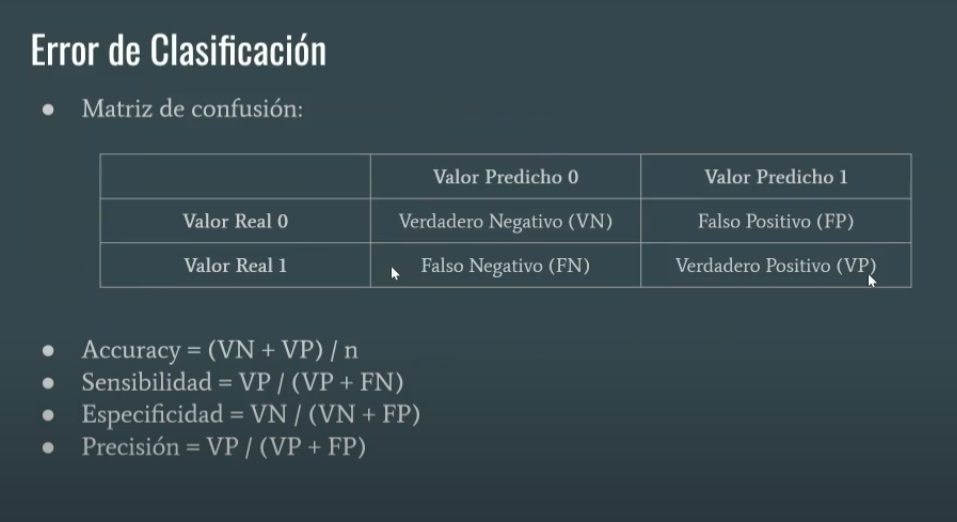 Error de Clasificación
● Matriz de confusión:
Valor Predicho 0 Valor Predicho 1
Valor Real 0 Verdadero Negativo (VN) Falso Positivo (FP)
Valor Real 1 Falso Negativo (FN) Verdadero Positivo (VP)
● Accuracy = (VN + VP) / n
● Sensibilidad = VP / (VP + FN)
● Especificidad = VN / (VN + FP)
● Precisión = VP / (VP + FP)